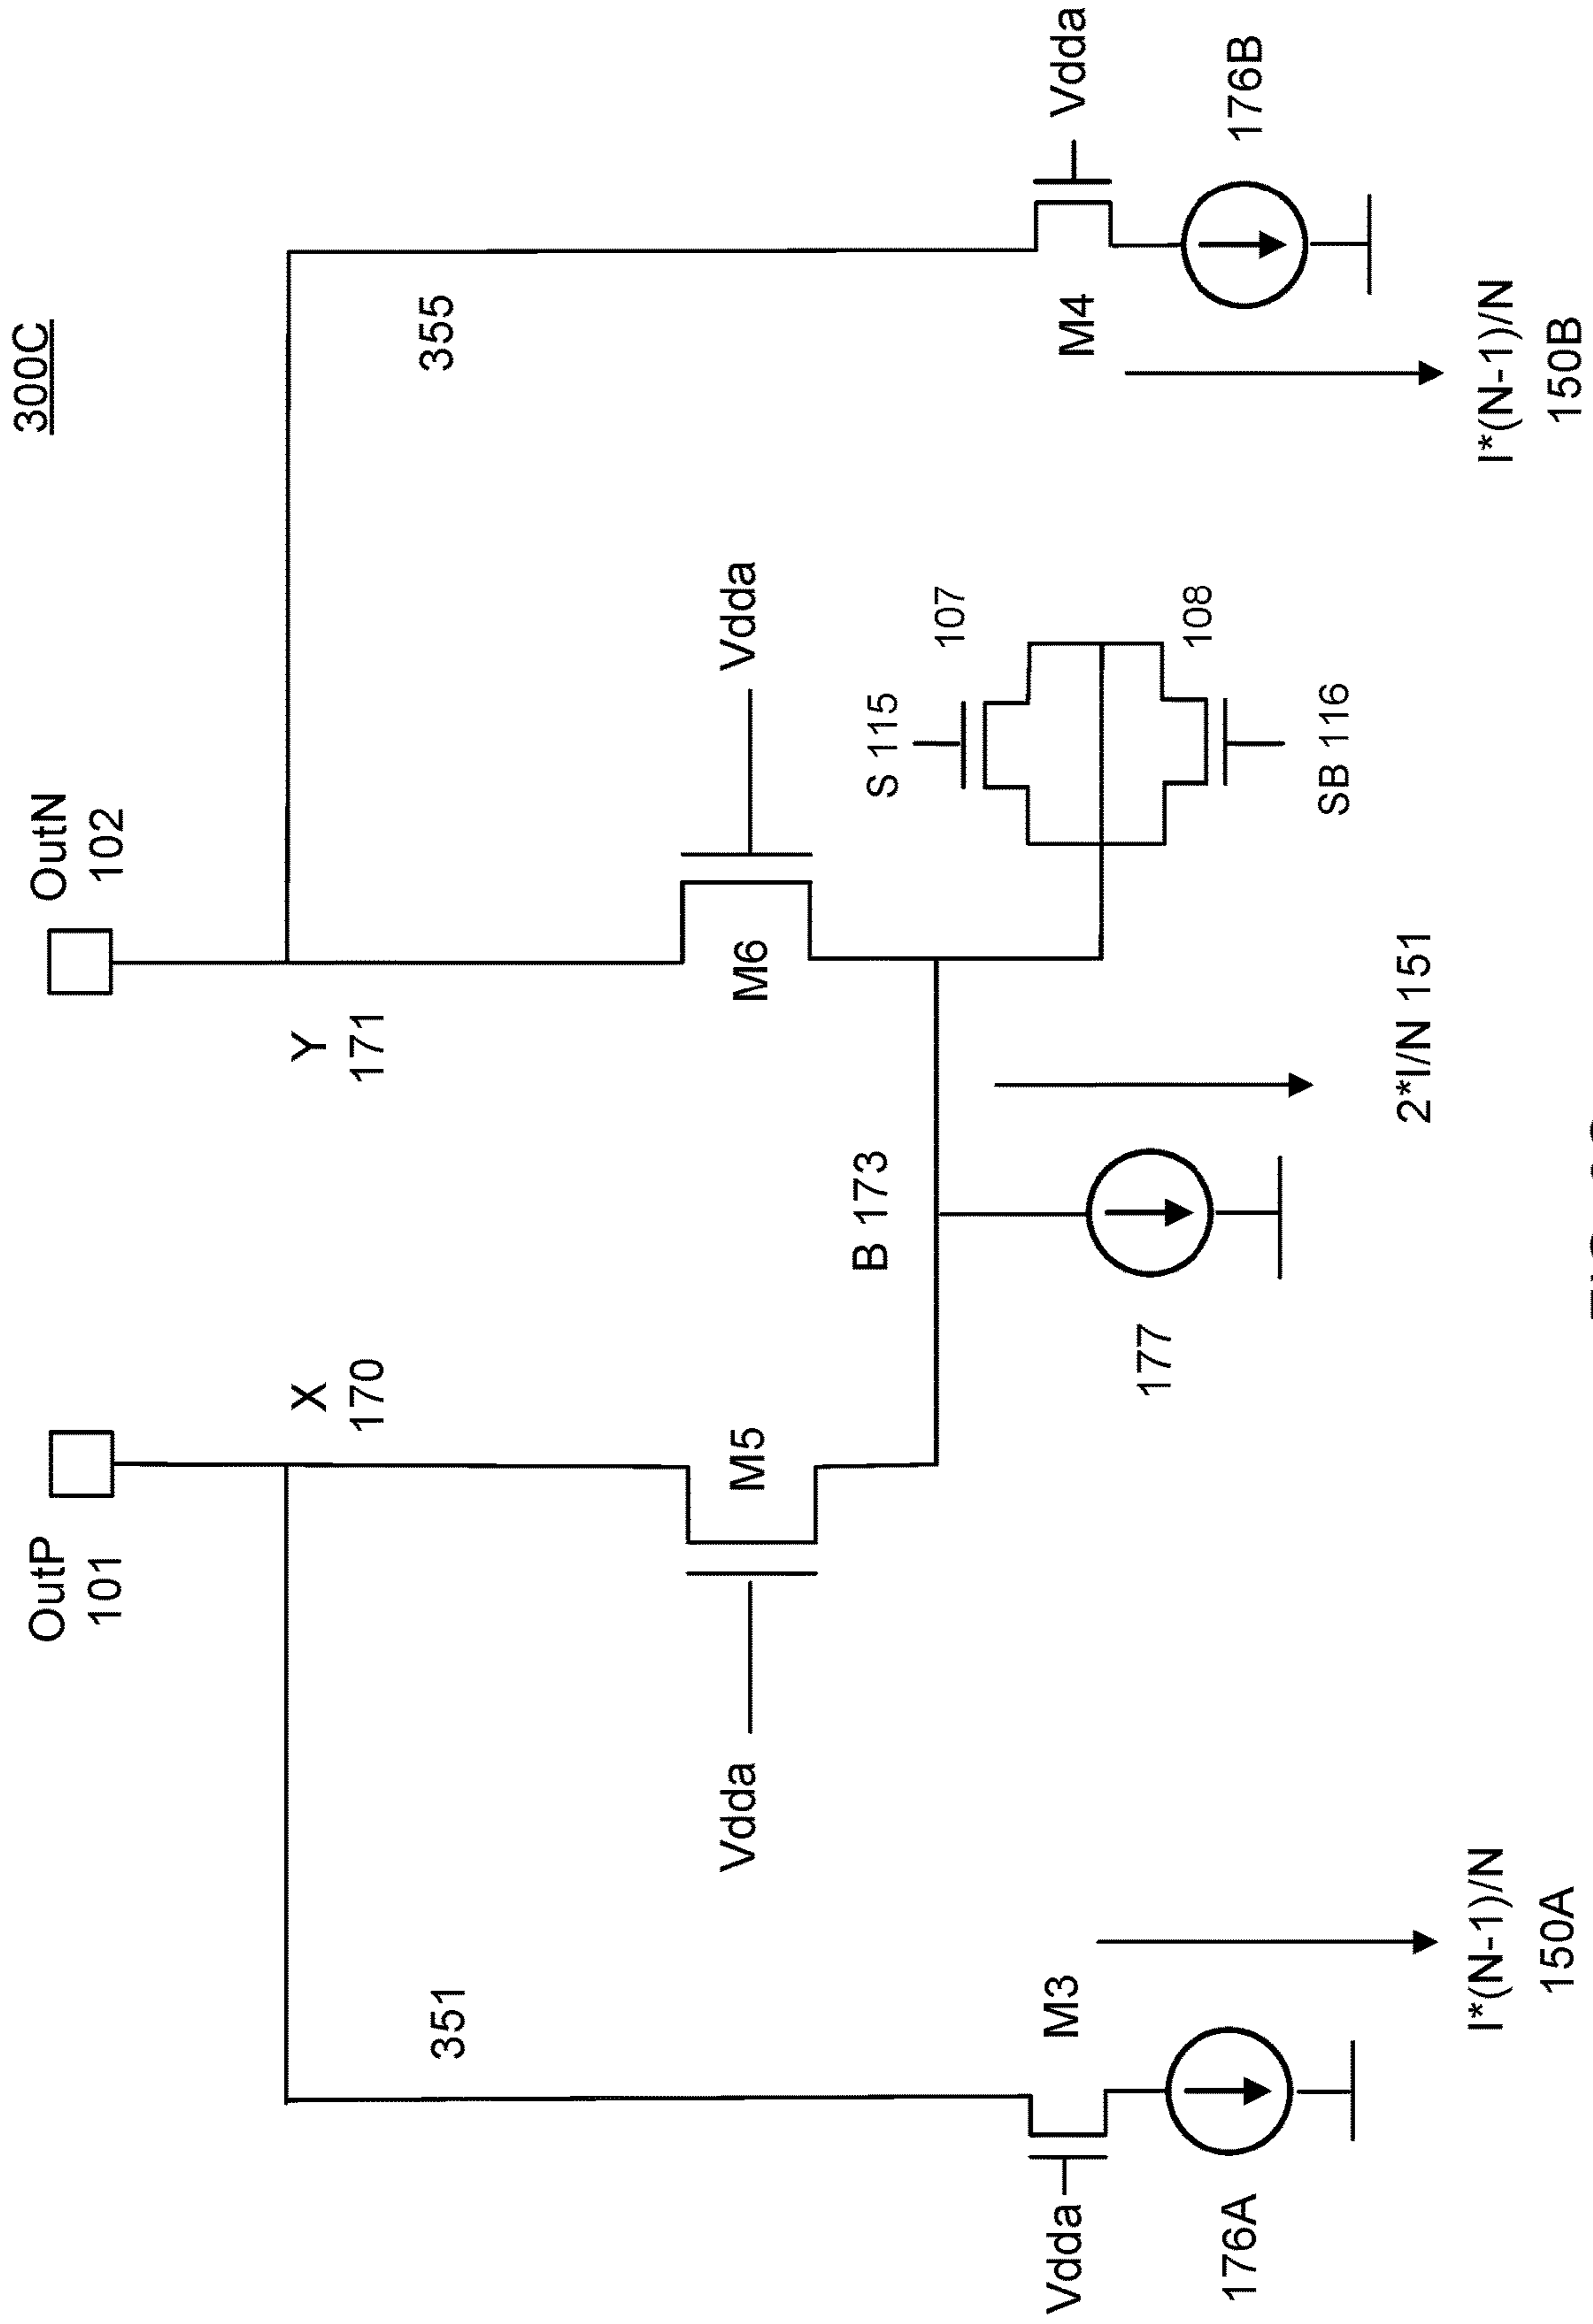 300C
OutP
101
OutN
102
X
170
Y
171
351
355
Vdda
M5
M6
Vdda
B 173
S 115
107
108
SB 116
Vdda
M3
M4
Vdda
176A
177
176B
2*I/N 151
I*(N-1)/N
150A
I*(N-1)/N
150B